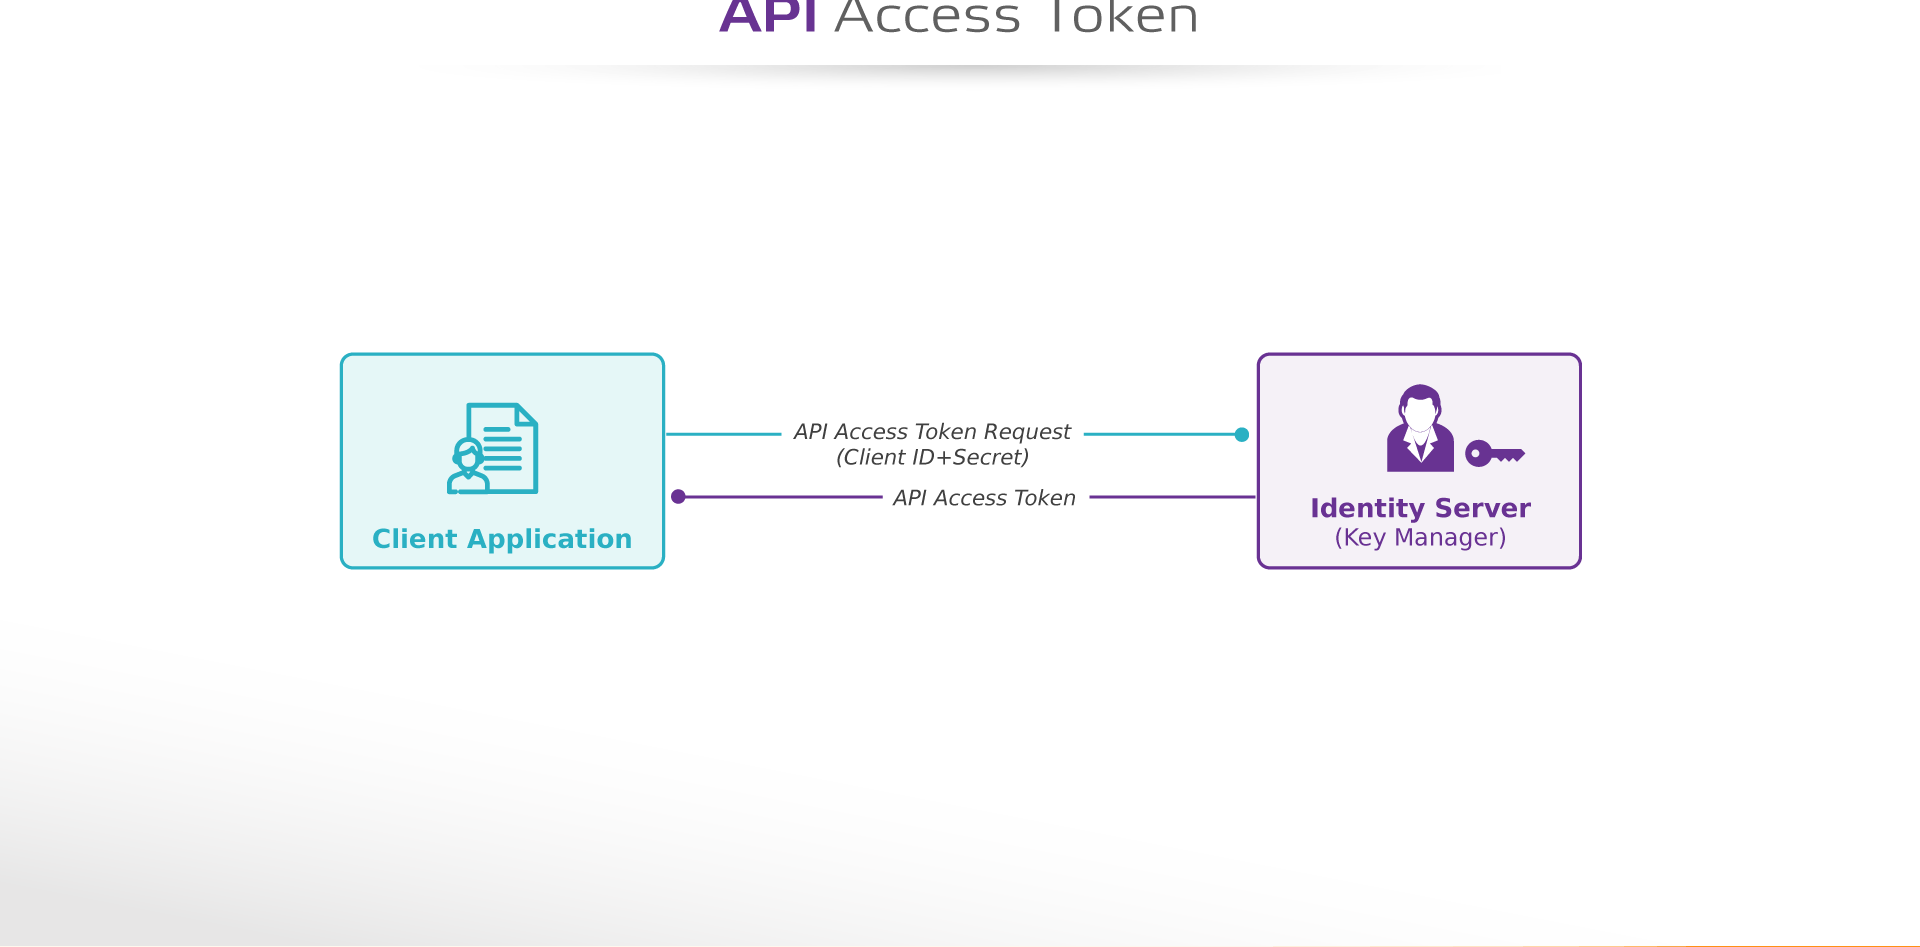 API Access Token
API Access Token Request
(Client ID+Secret)
API Access Token
Client Application
Identity Server
(Key Manager)